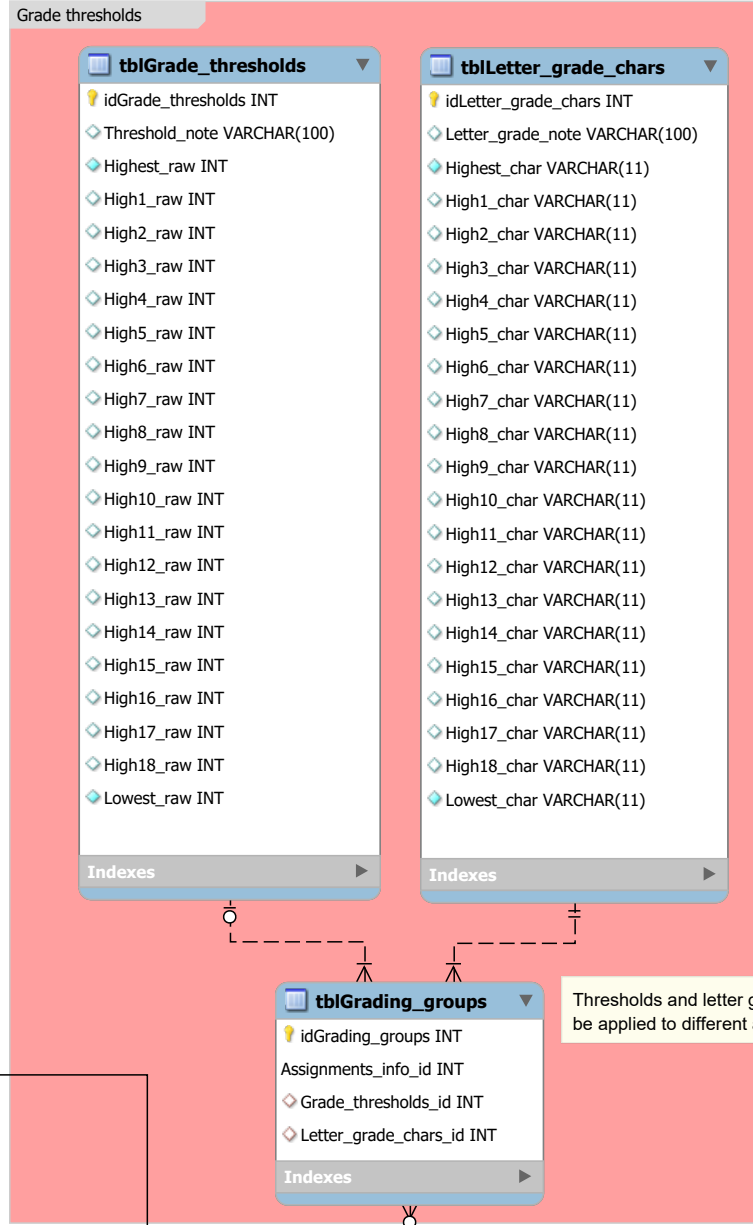 Grade thresholds
tblGrade_thresholds
idGrade_thresholds INT
Threshold_note VARCHAR(100)
Highest_raw INT
High1_raw INT
High2_raw INT
High3_raw INT
High4_raw INT
High5_raw INT
High6_raw INT
High7_raw INT
High8_raw INT
High9_raw INT
High10_raw INT
High11_raw INT
High12_raw INT
High13_raw INT
High14_raw INT
High15_raw INT
High16_raw INT
High17_raw INT
High18_raw INT
Lowest_raw INT
Indexes
tblLetter_grade_chars
idLetter_grade_chars INT
Letter_grade_note VARCHAR(100)
Highest_char VARCHAR(11)
High1_char VARCHAR(11)
High2_char VARCHAR(11)
High3_char VARCHAR(11)
High4_char VARCHAR(11)
High5_char VARCHAR(11)
High6_char VARCHAR(11)
High7_char VARCHAR(11)
High8_char VARCHAR(11)
High9_char VARCHAR(11)
High10_char VARCHAR(11)
High11_char VARCHAR(11)
High12_char VARCHAR(11)
High13_char VARCHAR(11)
High14_char VARCHAR(11)
High15_char VARCHAR(11)
High16_char VARCHAR(11)
High17_char VARCHAR(11)
High18_char VARCHAR(11)
Lowest_char VARCHAR(11)
Indexes
tblGrading_groups
idGrading_groups INT
Assignments_info_id INT
Grade_thresholds_id INT
Letter_grade_chars_id INT
Indexes
Thresholds and letter
be applied to different